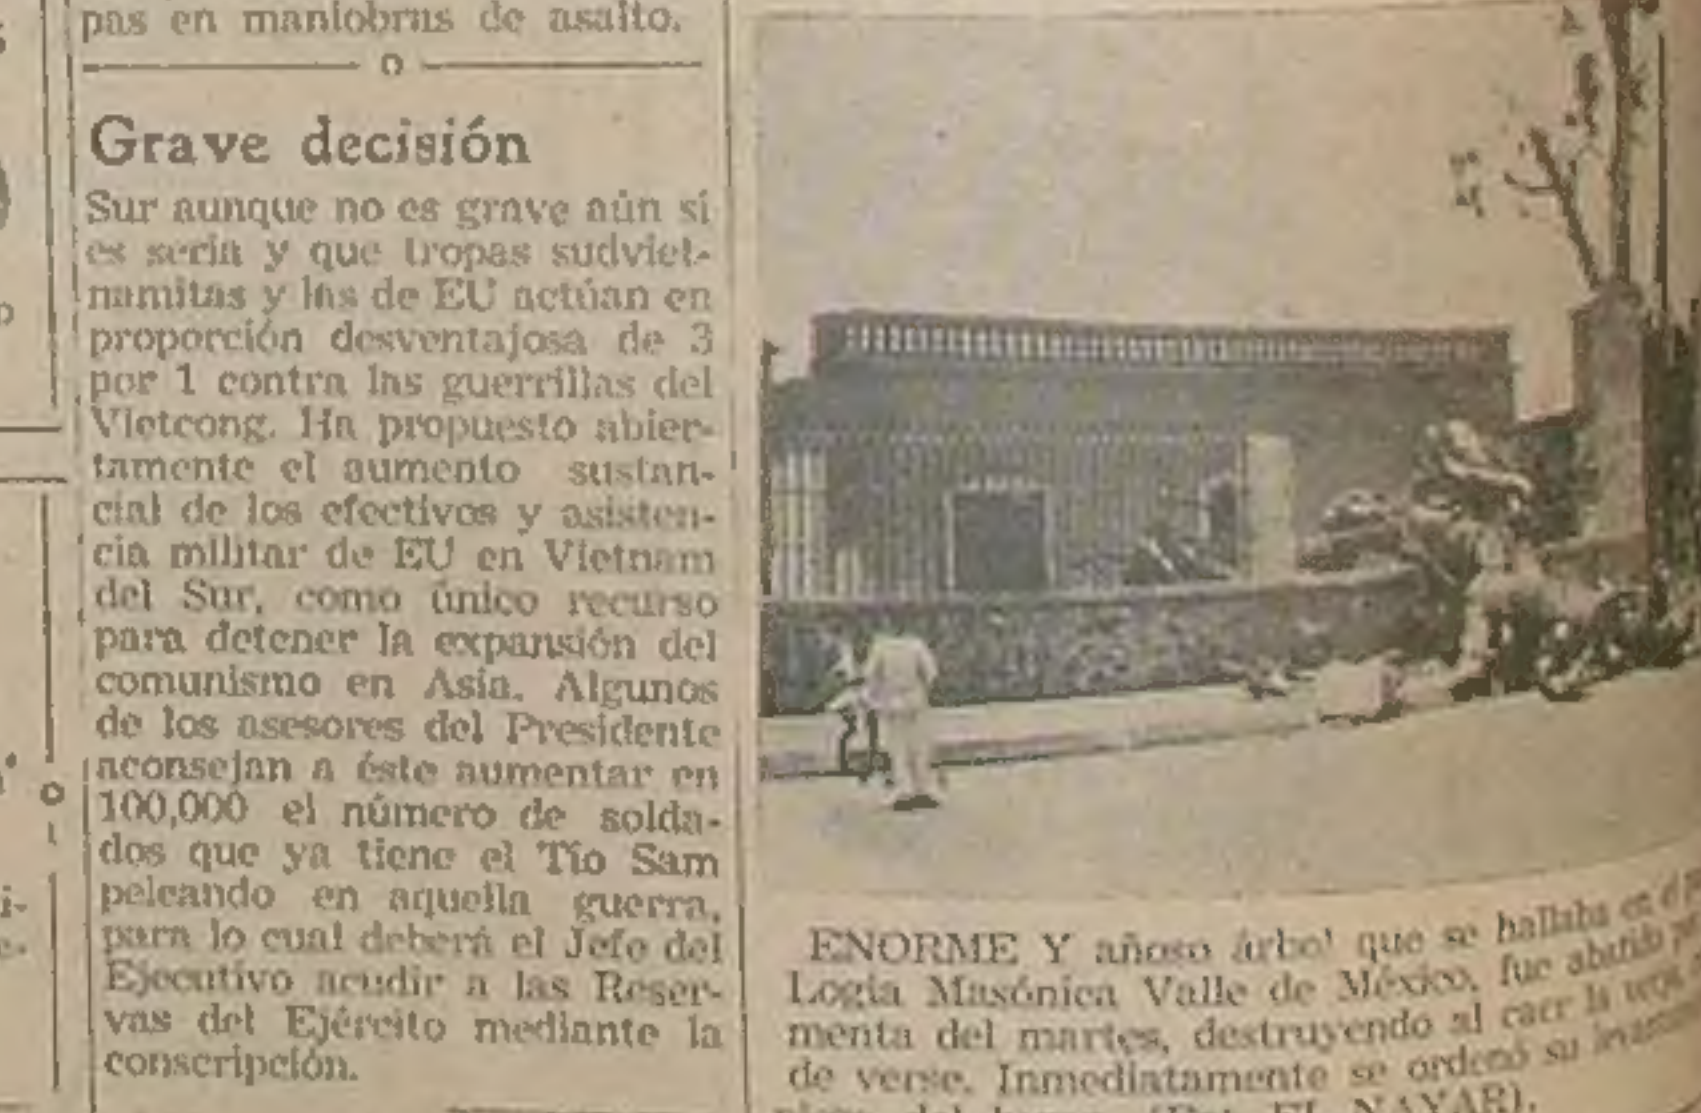 pas en maniobras de asalto.
o
Grave decisión
Sur aunque no es grave aún sí
es seria y que tropas sudviet-
namitas y las de EU actúan en
proporción desventajosa de 3
por 1 contra las guerrillas del
Vietcong. Ha propuesto abier-
tamente el aumento sustan-
cial de los efectivos y asisten-
cia militar de EU en Vietnam
del Sur, como único recurso
para detener la expansión del
comunismo en Asia. Algunos
de los asesores del Presidente
aconsejan a éste aumentar en
100,000 el número de solda-
dos que ya tiene el Tío Sam
peleando en aquella guerra,
para lo cual deberá el Jefe del
Ejecutivo acudir a las Reser-
vas del Ejército mediante la
conscripción.
ENORME Y añoso árbol que se hallaba en el
Logia Masónica Valle de México, fue abatido
menta del martes, destruyendo al caer la
de verse. Inmediatamente se ordenó su
EL NAYAR).